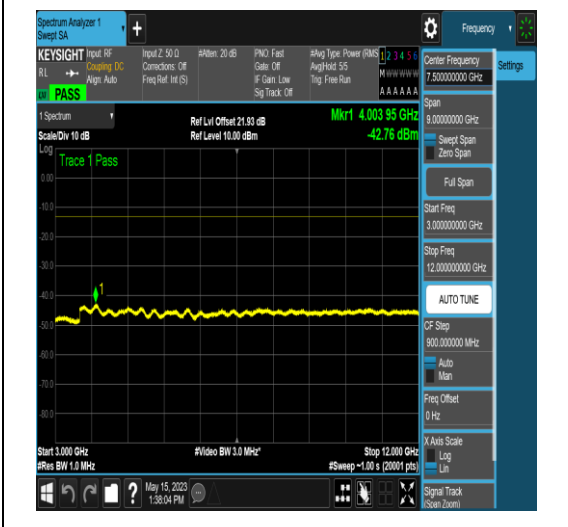 Spectrum Analyzer 1
Swept SA
+
Frequency
KEYSIGHT
RL
Input: RF
Coupling: DC
Align: Auto
Input Z: 50 Ω
Corrections: Off
Freq Ref: Int (S)
#Atten: 20 dB
PNO: Fast
Gate: Off
IF Gain: Low
Sig Track: Off
#Avg Type: Power (RMS
Avg|Hold: 5/5
Trig: Free Run
1 2 3 4 5 6
M W W W W W
A A A A A A
PASS
1 Spectrum
Scale/Div 10 dB
Ref Lvl Offset 21.93 dB
Ref Level 10.00 dBm
Mkr1 4.003 95 GHz
-42.76 dBm
Log
Trace 1 Pass
0.00
-10.0
-20.0
-30.0
-40.0
-50.0
-60.0
-70.0
-80.0
1
Start 3.000 GHz
#Res BW 1.0 MHz
#Video BW 3.0 MHz*
Stop 12.000 GHz
#Sweep ~1.00 s (20001 pts)
?
May 15, 2023
1:38:04 PM
Center Frequency
7.500000000 GHz
Settings
Span
9.00000000 GHz
Swept Span
Zero Span
Full Span
Start Freq
3.000000000 GHz
Stop Freq
12.000000000 GHz
AUTO TUNE
CF Step
900.000000 MHz
Auto
Man
Freq Offset
0 Hz
X Axis Scale
Log
Lin
Signal Track
(Span Zoom)